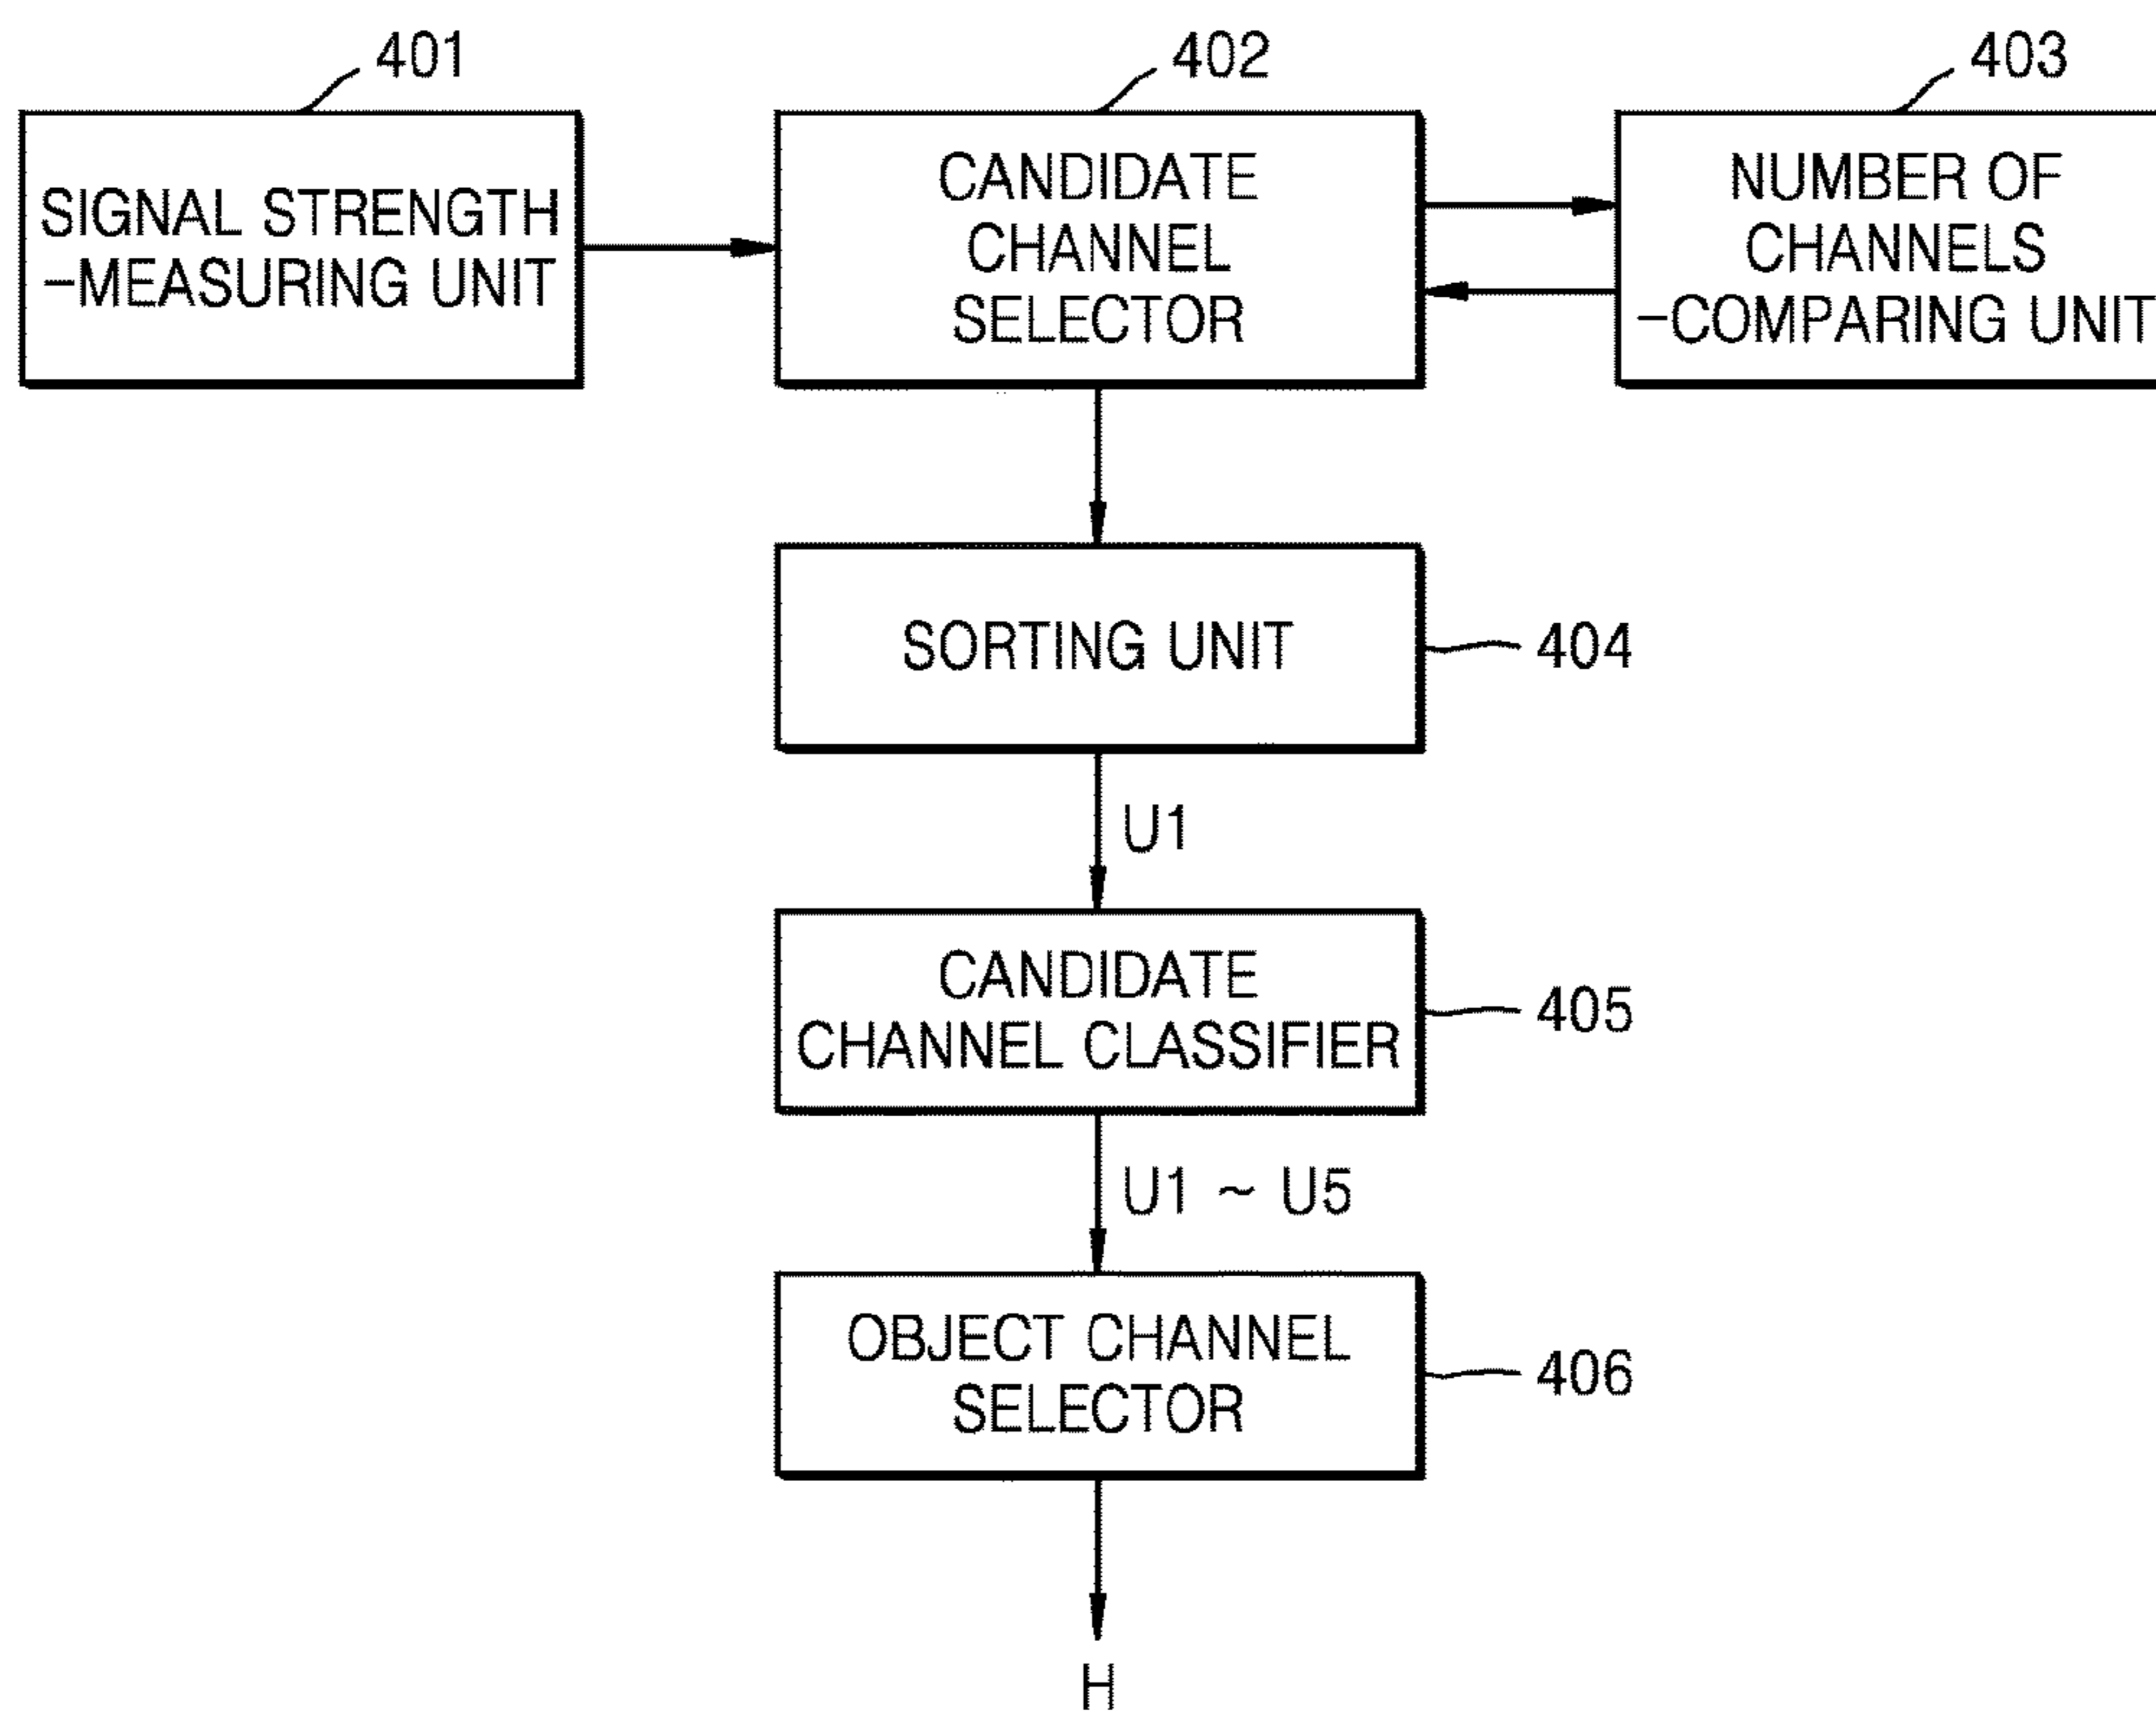 401
402
403
SIGNAL STRENGTH
-MEASURING UNIT
CANDIDATE
CHANNEL
SELECTOR
NUMBER OF
CHANNELS
-COMPARING UNIT
SORTING UNIT
404
U1
CANDIDATE
CHANNEL CLASSIFIER
405
U1 ~ U5
OBJECT CHANNEL
SELECTOR
406
H